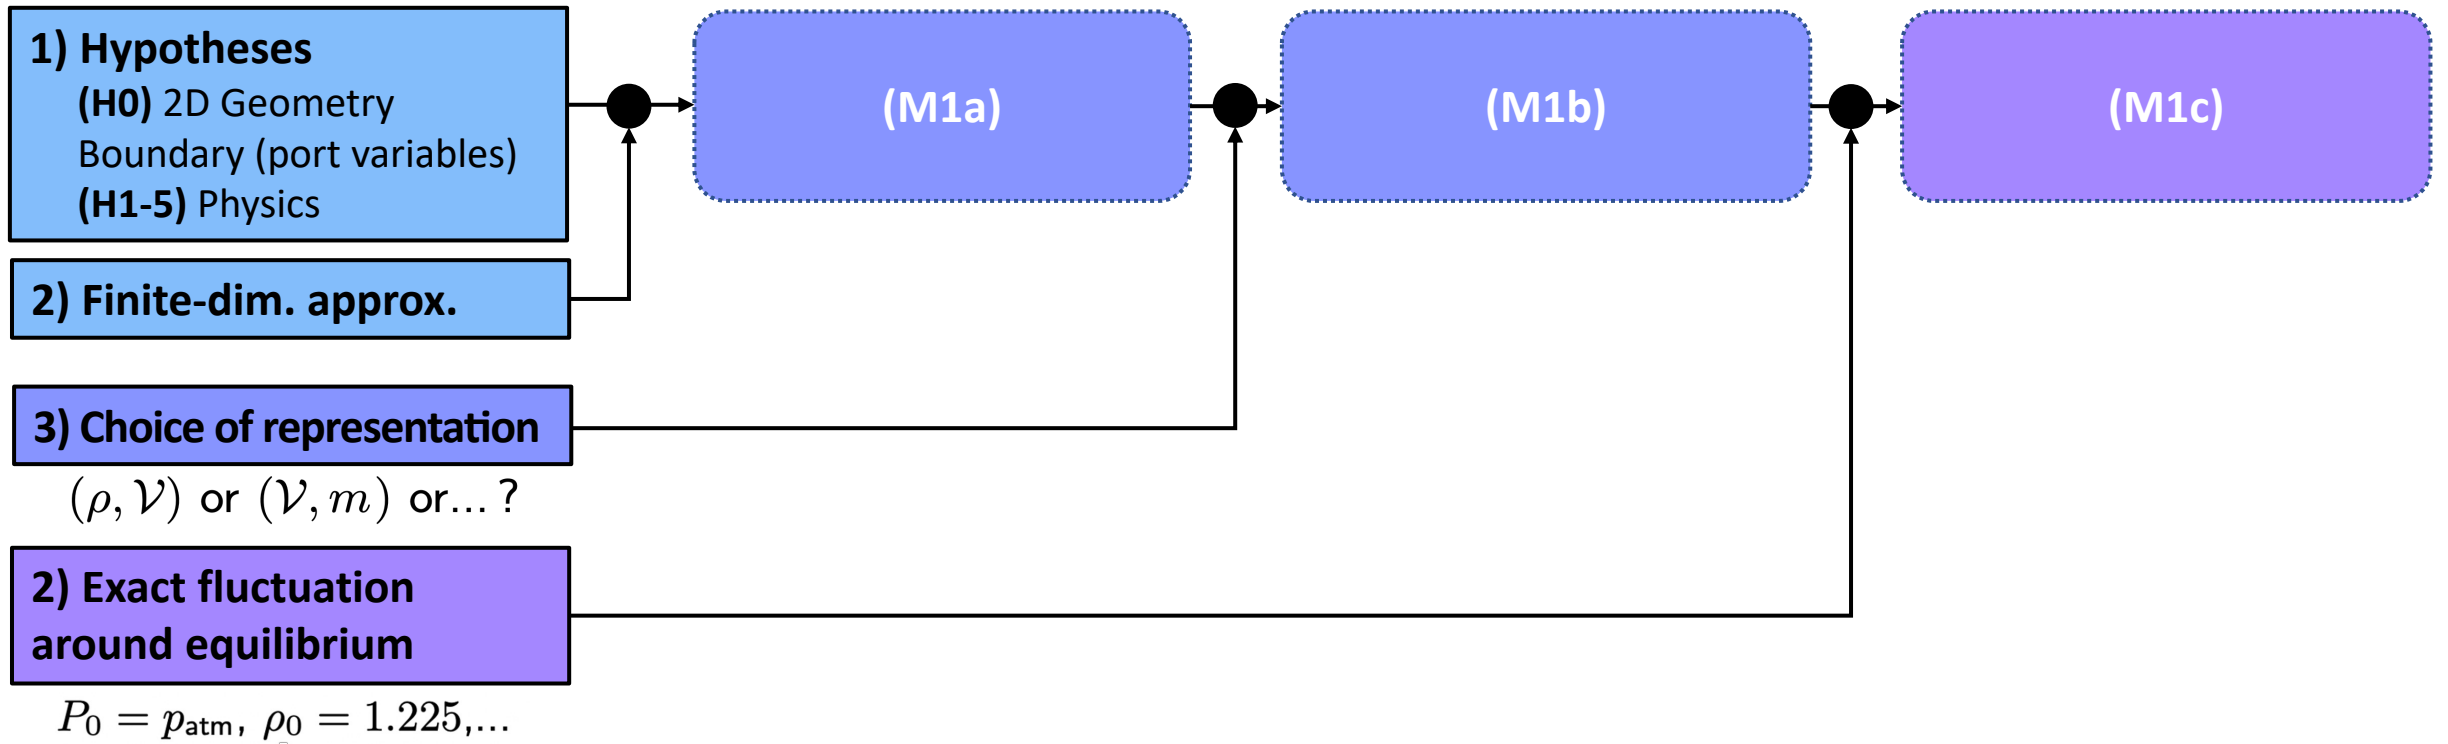 1) Hypotheses
(H0) 2D Geometry
Boundary (port variables)
(H1-5) Physics
(M1a)
(M1b)
(M1c)
2) Finite-dim. approx.
3) Choice of representation
(ρ, 𝒱) or (𝒱, m) or... ?
2) Exact fluctuation
around equilibrium
P₀ = p_atm, ρ₀ = 1.225,...